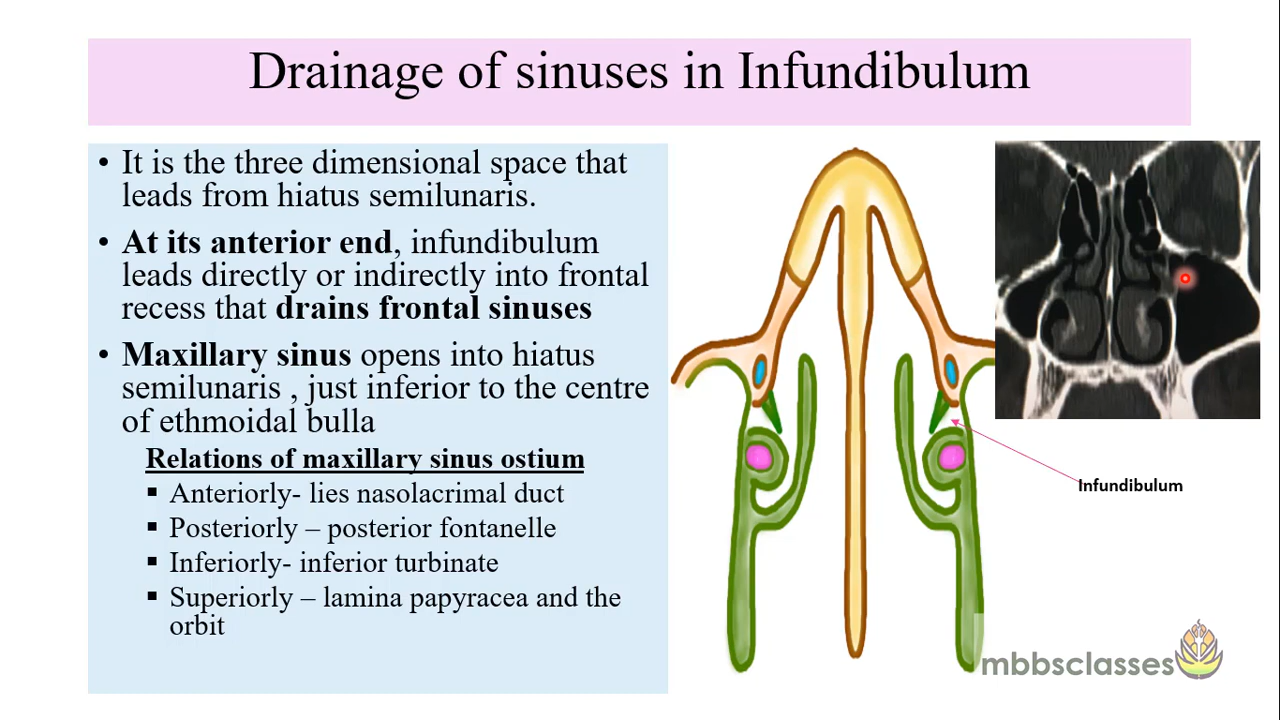 Drainage of sinuses in Infundibulum
• It is the three dimensional space that
leads from hiatus semilunaris.
• At its anterior end, infundibulum
leads directly or indirectly into frontal
recess that drains frontal sinuses
• Maxillary sinus opens into hiatus
semilunaris , just inferior to the centre
of ethmoidal bulla
Relations of maxillary sinus ostium
▪ Anteriorly- lies nasolacrimal duct
▪ Posteriorly – posterior fontanelle
▪ Inferiorly- inferior turbinate
▪ Superiorly – lamina papyracea and the
orbit
Infundibulum
mbbsclasses